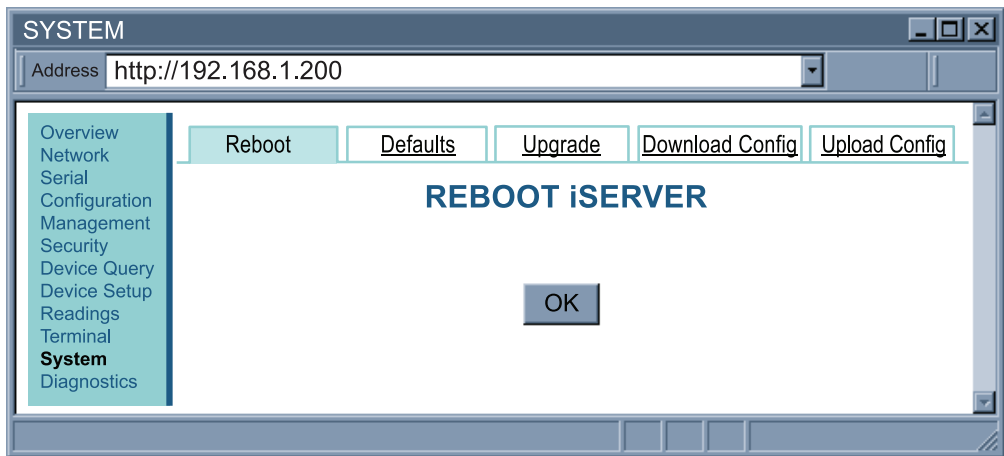 SYSTEM
Address http://192.168.1.200
Overview
Network
Serial
Configuration
Management
Security
Device Query
Device Setup
Readings
Terminal
System
Diagnostics
Reboot Defaults Upgrade Download Config Upload Config
REBOOT iSERVER
OK